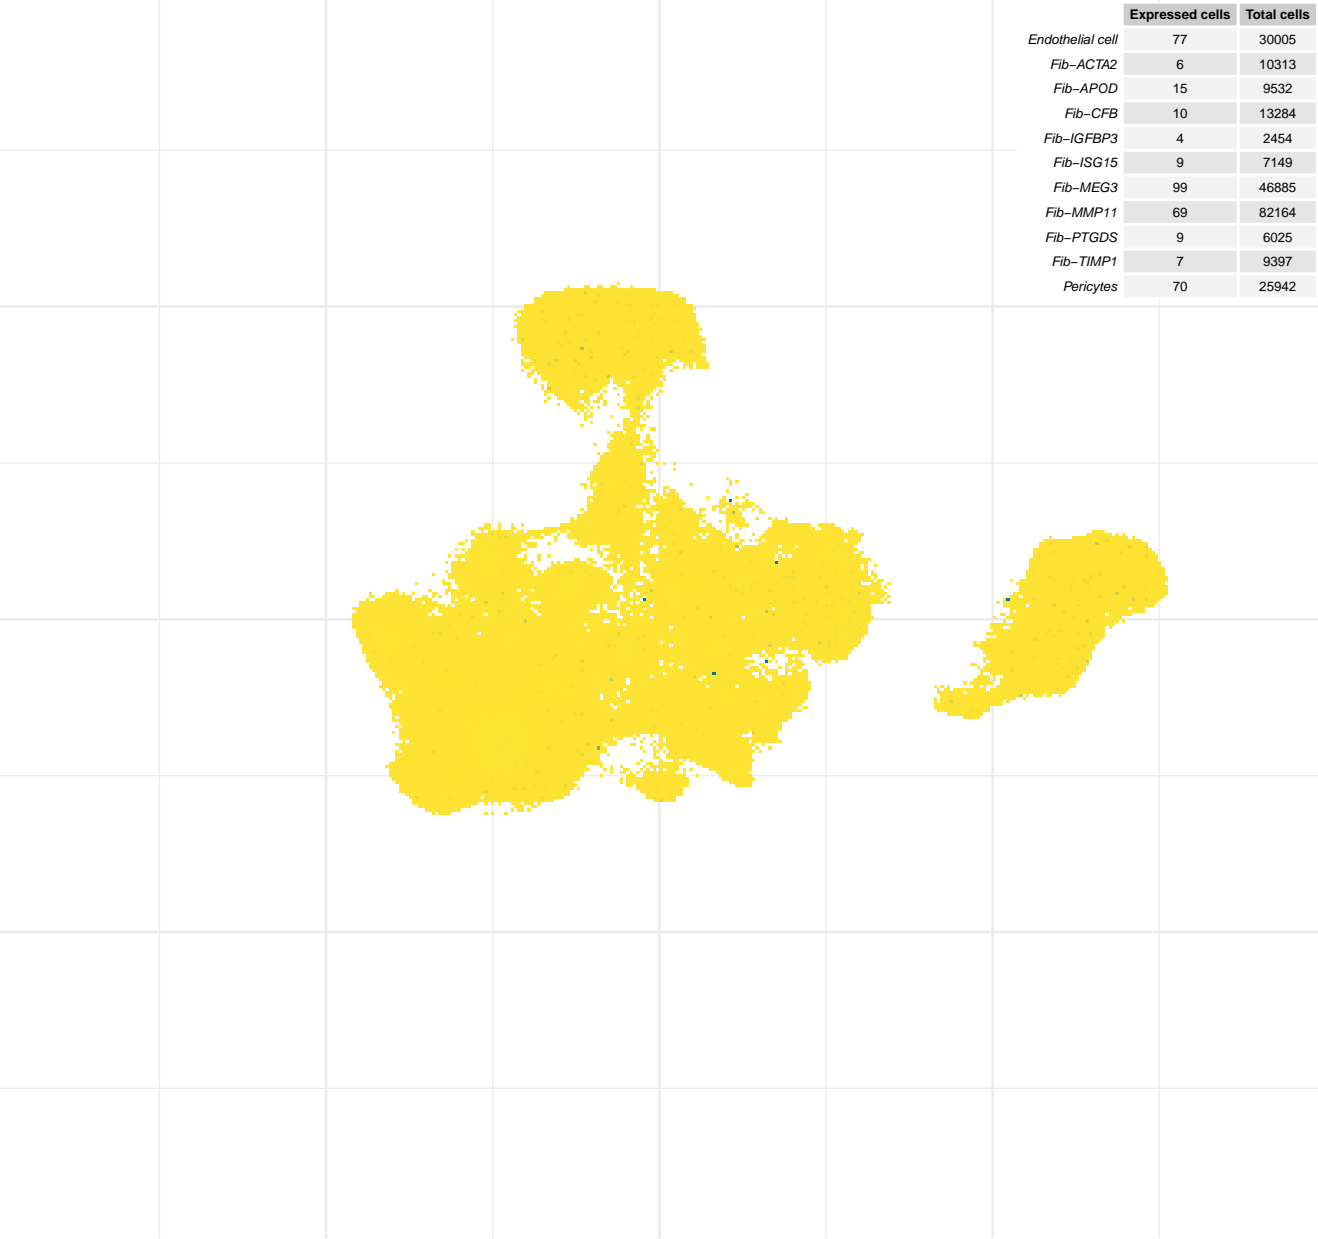 Expressed cells Total cells
Endothelial cell 77 30005
Fib−ACTA2 6 10313
Fib−APOD 15 9532
Fib−CFB 10 13284
Fib−IGFBP3 4 2454
Fib−ISG15 9 7149
Fib−MEG3 99 46885
Fib−MMP11 69 82164
Fib−PTGDS 9 6025
Fib−TIMP1 7 9397
Pericytes 70 25942